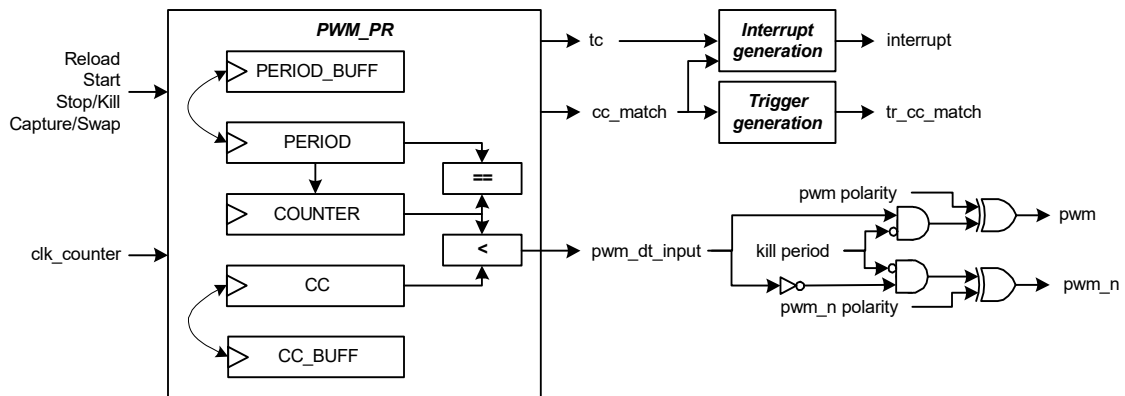 PWM_PR
Reload
Start
Stop/Kill
Capture/Swap
clk_counter
PERIOD_BUFF
PERIOD
COUNTER
CC
CC_BUFF
==
<
tc
cc_match
Interrupt
generation
interrupt
Trigger
generation
tr_cc_match
pwm_dt_input
pwm polarity
kill period
pwm_n polarity
pwm
pwm_n